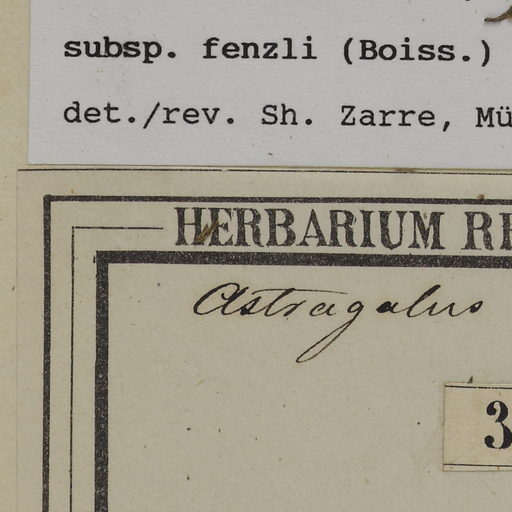 subsp. fenzli (Boiss.)
det./rev. Sh. Zarre, Mü
HERBARIUM RE
Astragalus
3